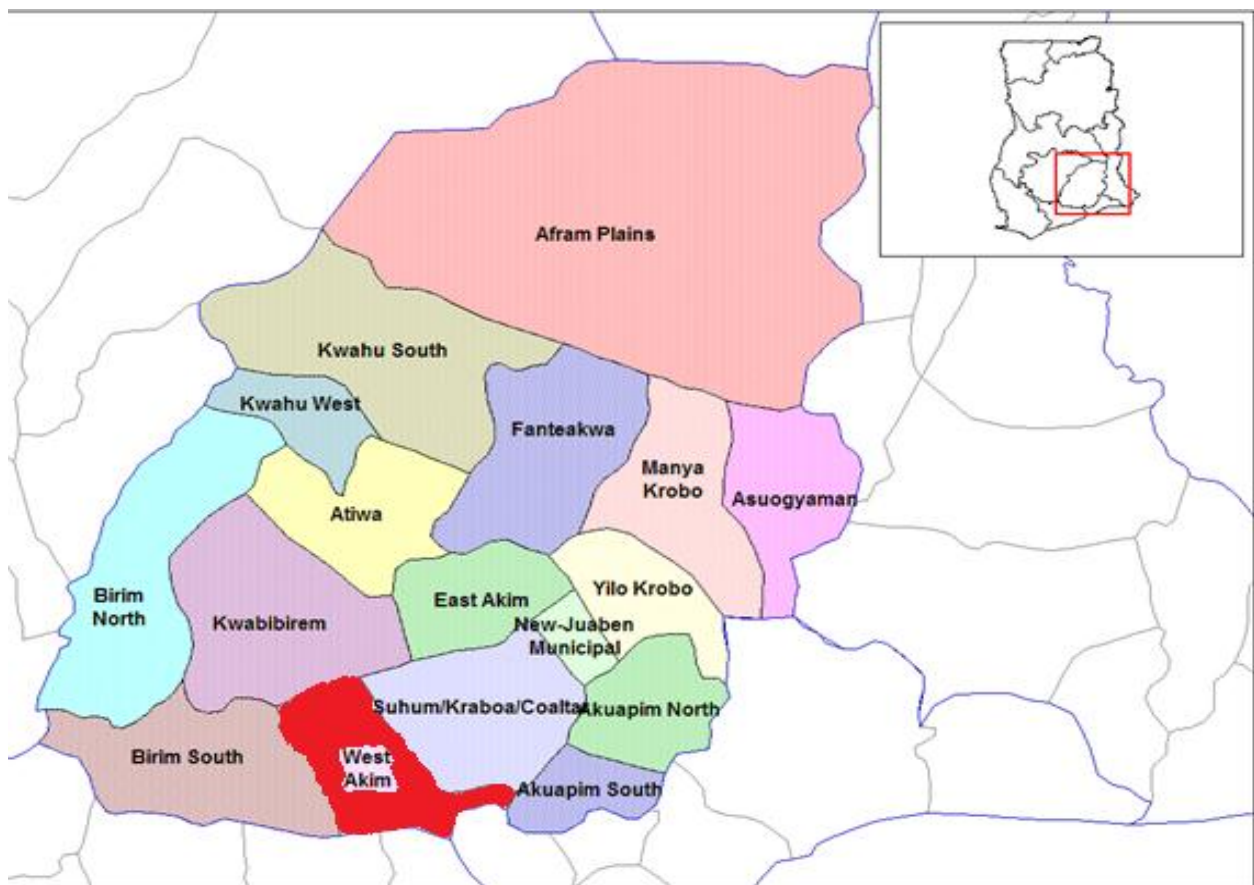 Afram Plains
Kwahu South
Kwahu West
Fanteakwa
Manya
Krobo
Asuogyaman
Atiwa
Birim
North
East Akim
Yilo Krobo
Kwabibirem
New-Juaben
Municipal
Suhum/Kraboa/Coalta
Akuapim North
Birim South
West
Akim
Akuapim South